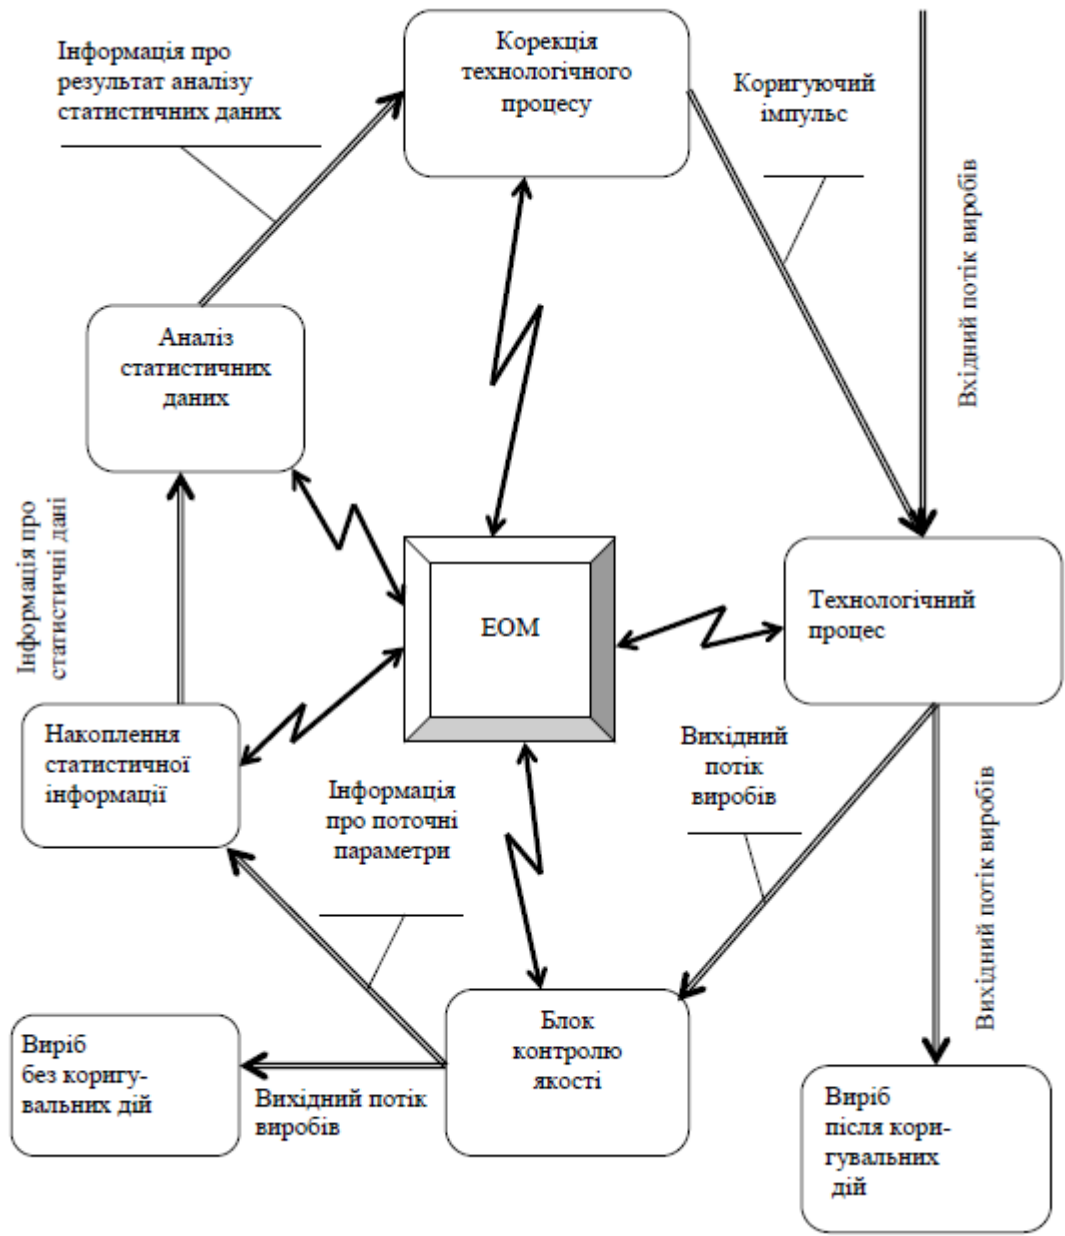 Інформація про
результат аналізу
статистичних даних
Корекція
технологічного
процесу
Коригуючий
імпульс
Вхідний потік виробів
Аналіз
статистичних
даних
Інформація про
статистичні дані
ЕОМ
Технологічний
процес
Накоплення
статистичної
інформації
Інформація
про поточні
параметри
Вихідний
потік
виробів
Вихідний потік виробів
Блок
контролю
якості
Виріб
без коригу-
вальних дій
Вихідний потік
виробів
Виріб
після кори-
гувальних
дій